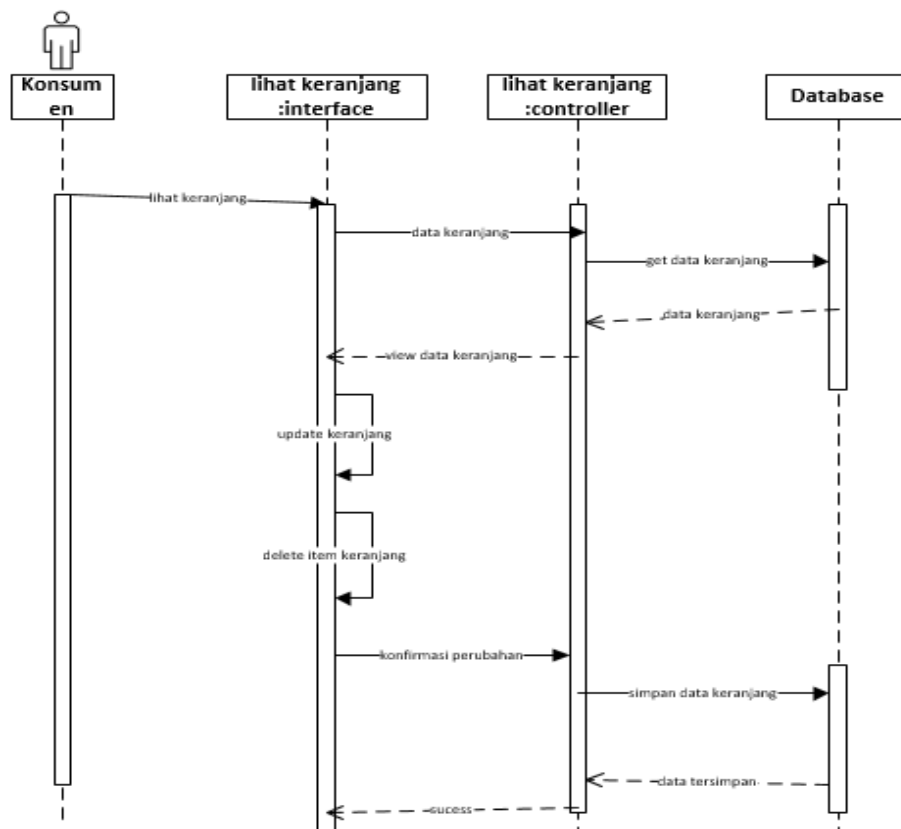 Konsum
en
lihat keranjang
:interface
lihat keranjang
:controller
Database
lihat keranjang
data keranjang
get data keranjang
data keranjang
view data keranjang
update keranjang
delete item keranjang
konfirmasi perubahan
simpan data keranjang
data tersimpan
sucess